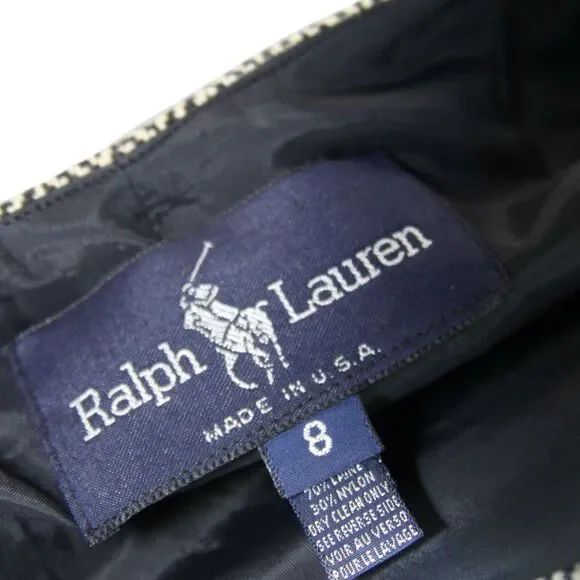 Ralph Lauren
MADE IN U.S.A.
8
70% LAINE
30% NYLON
DRY CLEAN ONLY
SEE REVERSE SIDE
VOIR AU VERSO
POUR LE LAVAGE